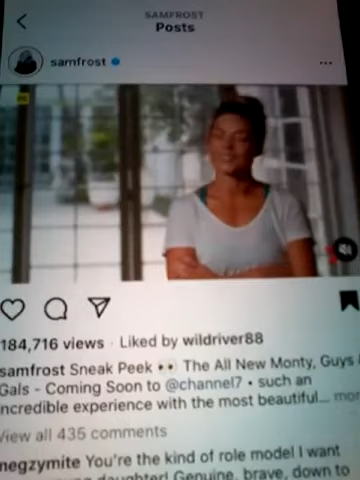 SAMFROST
Posts
samfrost
184,716 views · Liked by wildriver88
samfrost Sneak Peek 👀 The All New Monty, Guys &
Gals - Coming Soon to @channel7 • such an
incredible experience with the most beautiful... mor
View all 435 comments
negzymite You're the kind of role model I want
daughter! Genuine, brave, down to